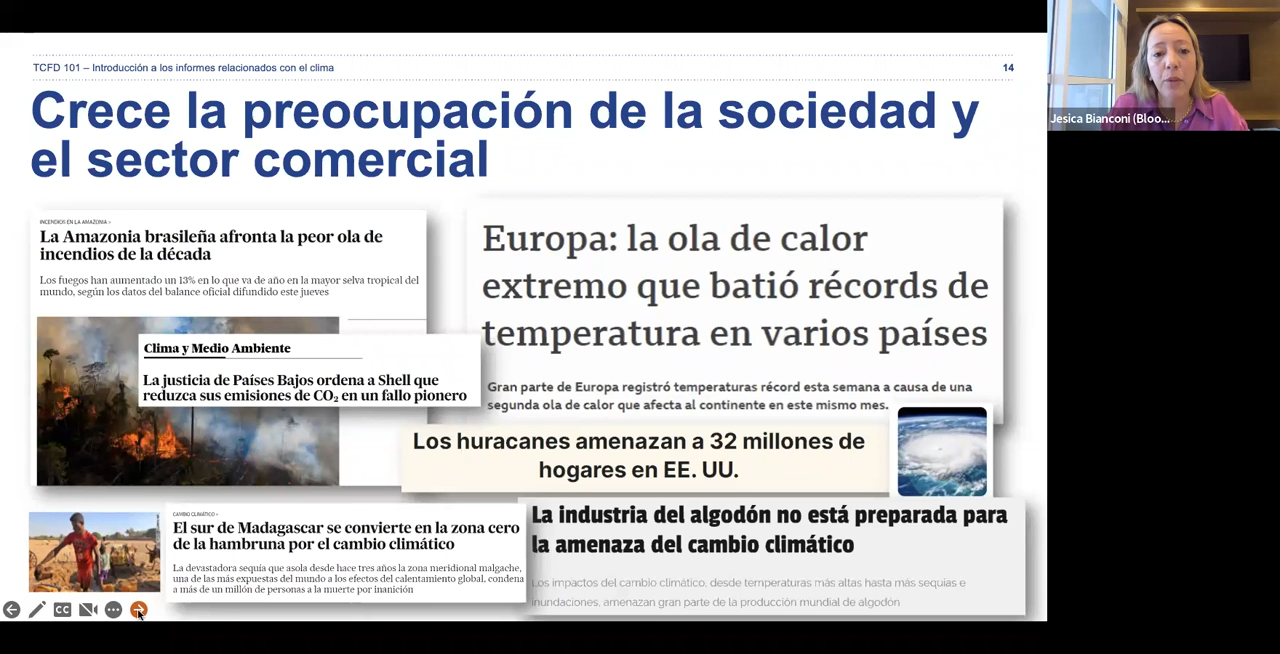 TCFD 101 – Introducción a los informes relacionados con el clima
14
Crece la preocupación de la sociedad y
el sector comercial
INCENDIOS EN LA AMAZONIA >
La Amazonia brasileña afronta la peor ola de
incendios de la década
Los fuegos han aumentado un 13% en lo que va de año en la mayor selva tropical del
mundo, según los datos del balance oficial difundido este jueves
Clima y Medio Ambiente
La justicia de Países Bajos ordena a Shell que
reduzca sus emisiones de CO₂ en un fallo pionero
Europa: la ola de calor
extremo que batió récords de
temperatura en varios países
Gran parte de Europa registró temperaturas récord esta semana a causa de una
segunda ola de calor que afecta al continente en este mismo mes.
Los huracanes amenazan a 32 millones de
hogares en EE. UU.
CAMBIO CLIMÁTICO >
El sur de Madagascar se convierte en la zona cero
de la hambruna por el cambio climático
La devastadora sequía que asola desde hace tres años la zona meridional malgache,
una de las más expuestas del mundo a los efectos del calentamiento global, condena
a más de un millón de personas a la muerte por inanición
La industria del algodón no está preparada para
la amenaza del cambio climático
Los impactos del cambio climático, desde temperaturas más altas hasta más sequías e
inundaciones, amenazan gran parte de la producción mundial de algodón
CC
Jesica Bianconi (Bloo...